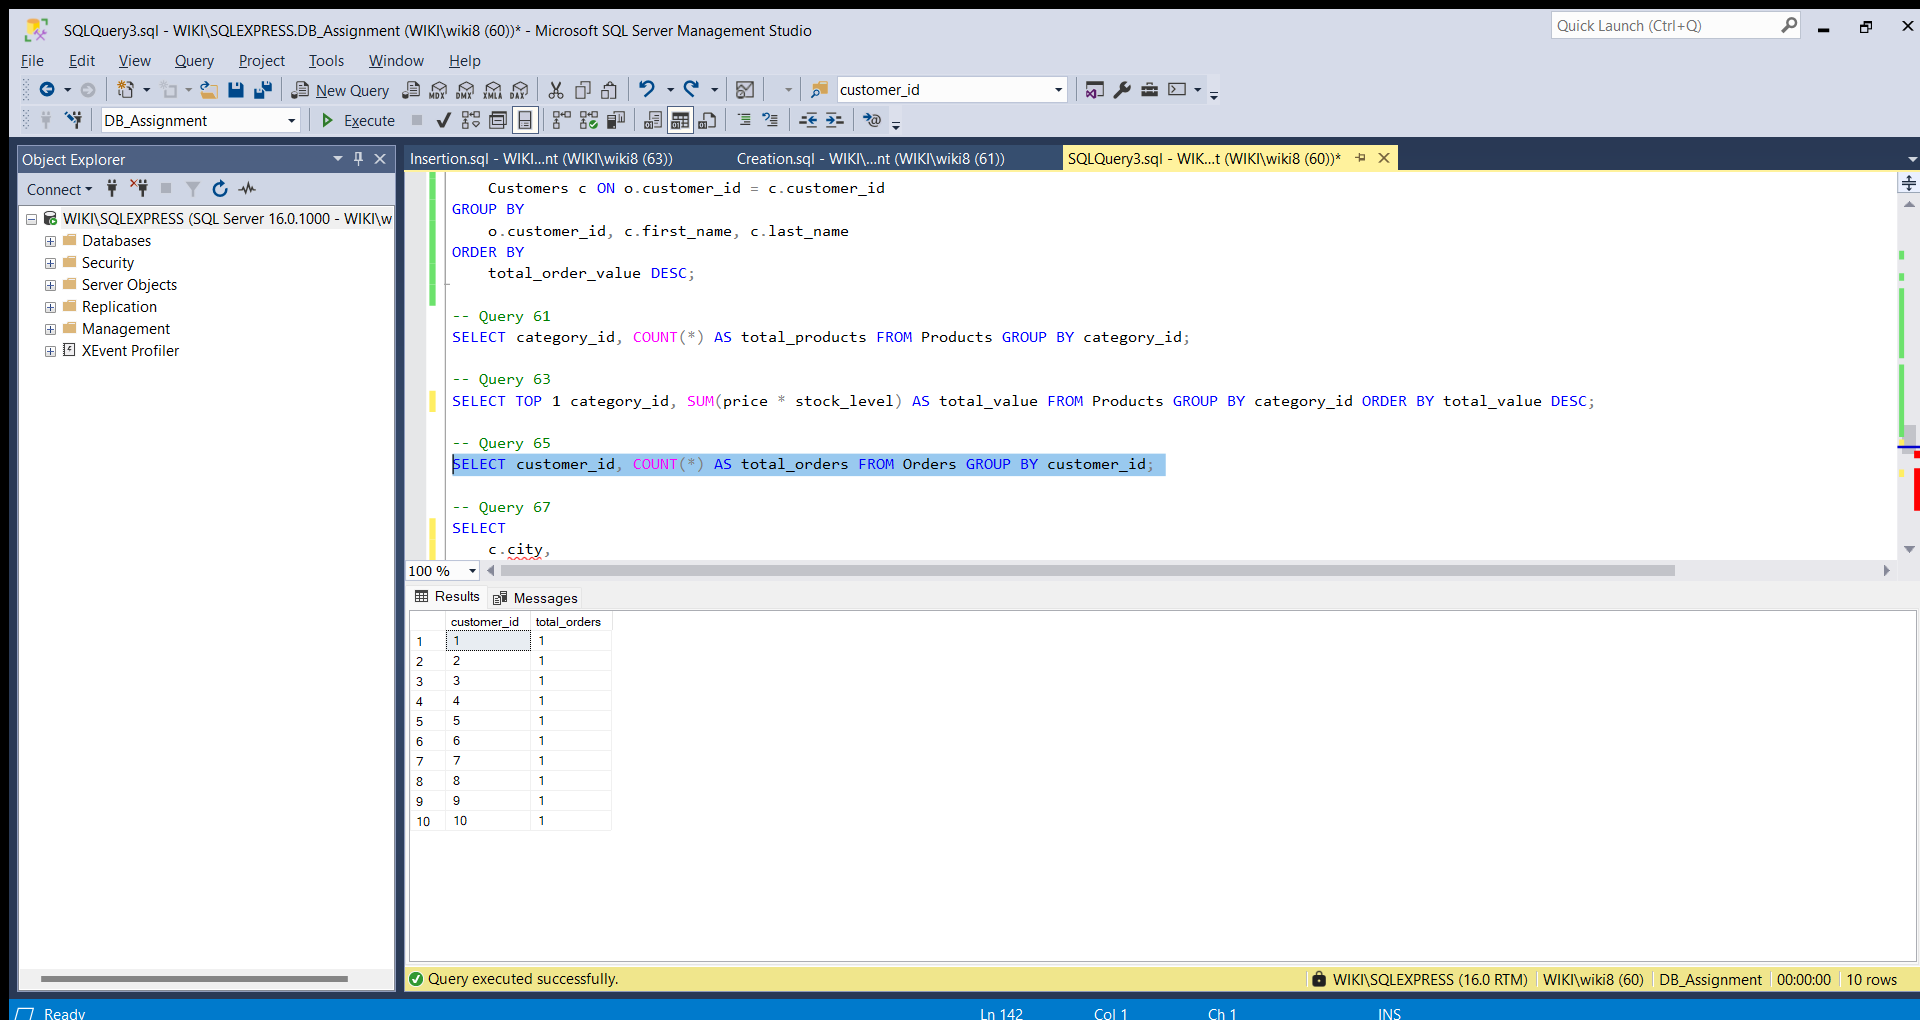 SQLQuery3.sql - WIKI\SQLEXPRESS.DB_Assignment (WIKI\wiki8 (60))* - Microsoft SQL Server Management Studio
Quick Launch (Ctrl+Q)
File Edit View Query Project Tools Window Help
New Query MDX DMX XMLA DAX customer_id
DB_Assignment Execute
Object Explorer
Connect
WIKI\SQLEXPRESS (SQL Server 16.0.1000 - WIKI\w
Databases
Security
Server Objects
Replication
Management
XEvent Profiler
Insertion.sql - WIKI...nt (WIKI\wiki8 (63)) Creation.sql - WIKI\...nt (WIKI\wiki8 (61)) SQLQuery3.sql - WIK...t (WIKI\wiki8 (60))*
Customers c ON o.customer_id = c.customer_id
GROUP BY
o.customer_id, c.first_name, c.last_name
ORDER BY
total_order_value DESC;
-- Query 61
SELECT category_id, COUNT(*) AS total_products FROM Products GROUP BY category_id;
-- Query 63
SELECT TOP 1 category_id, SUM(price * stock_level) AS total_value FROM Products GROUP BY category_id ORDER BY total_value DESC;
-- Query 65
SELECT customer_id, COUNT(*) AS total_orders FROM Orders GROUP BY customer_id;
-- Query 67
SELECT
c.city,
100 %
Results Messages
customer_id total_orders
1 1 1
2 2 1
3 3 1
4 4 1
5 5 1
6 6 1
7 7 1
8 8 1
9 9 1
10 10 1
Query executed successfully. WIKI\SQLEXPRESS (16.0 RTM) WIKI\wiki8 (60) DB_Assignment 00:00:00 10 rows
Ready Ln 142 Col 1 Ch 1 INS